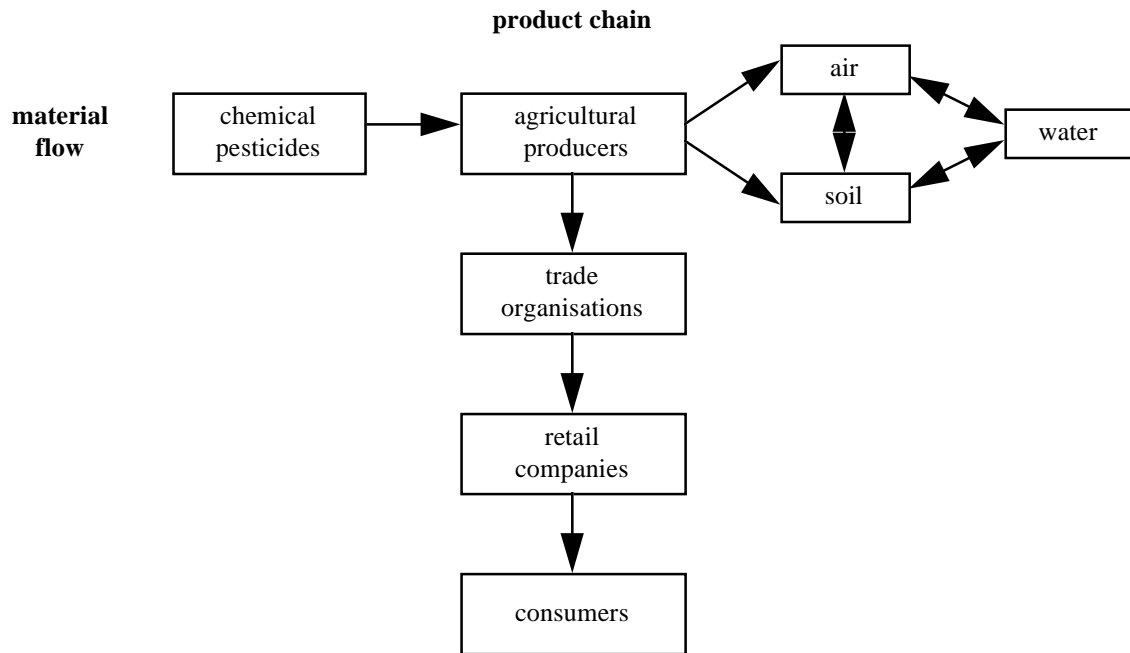 product chain
air
material
flow
chemical
pesticides
agricultural
producers
water
soil
trade
organisations
retail
companies
consumers